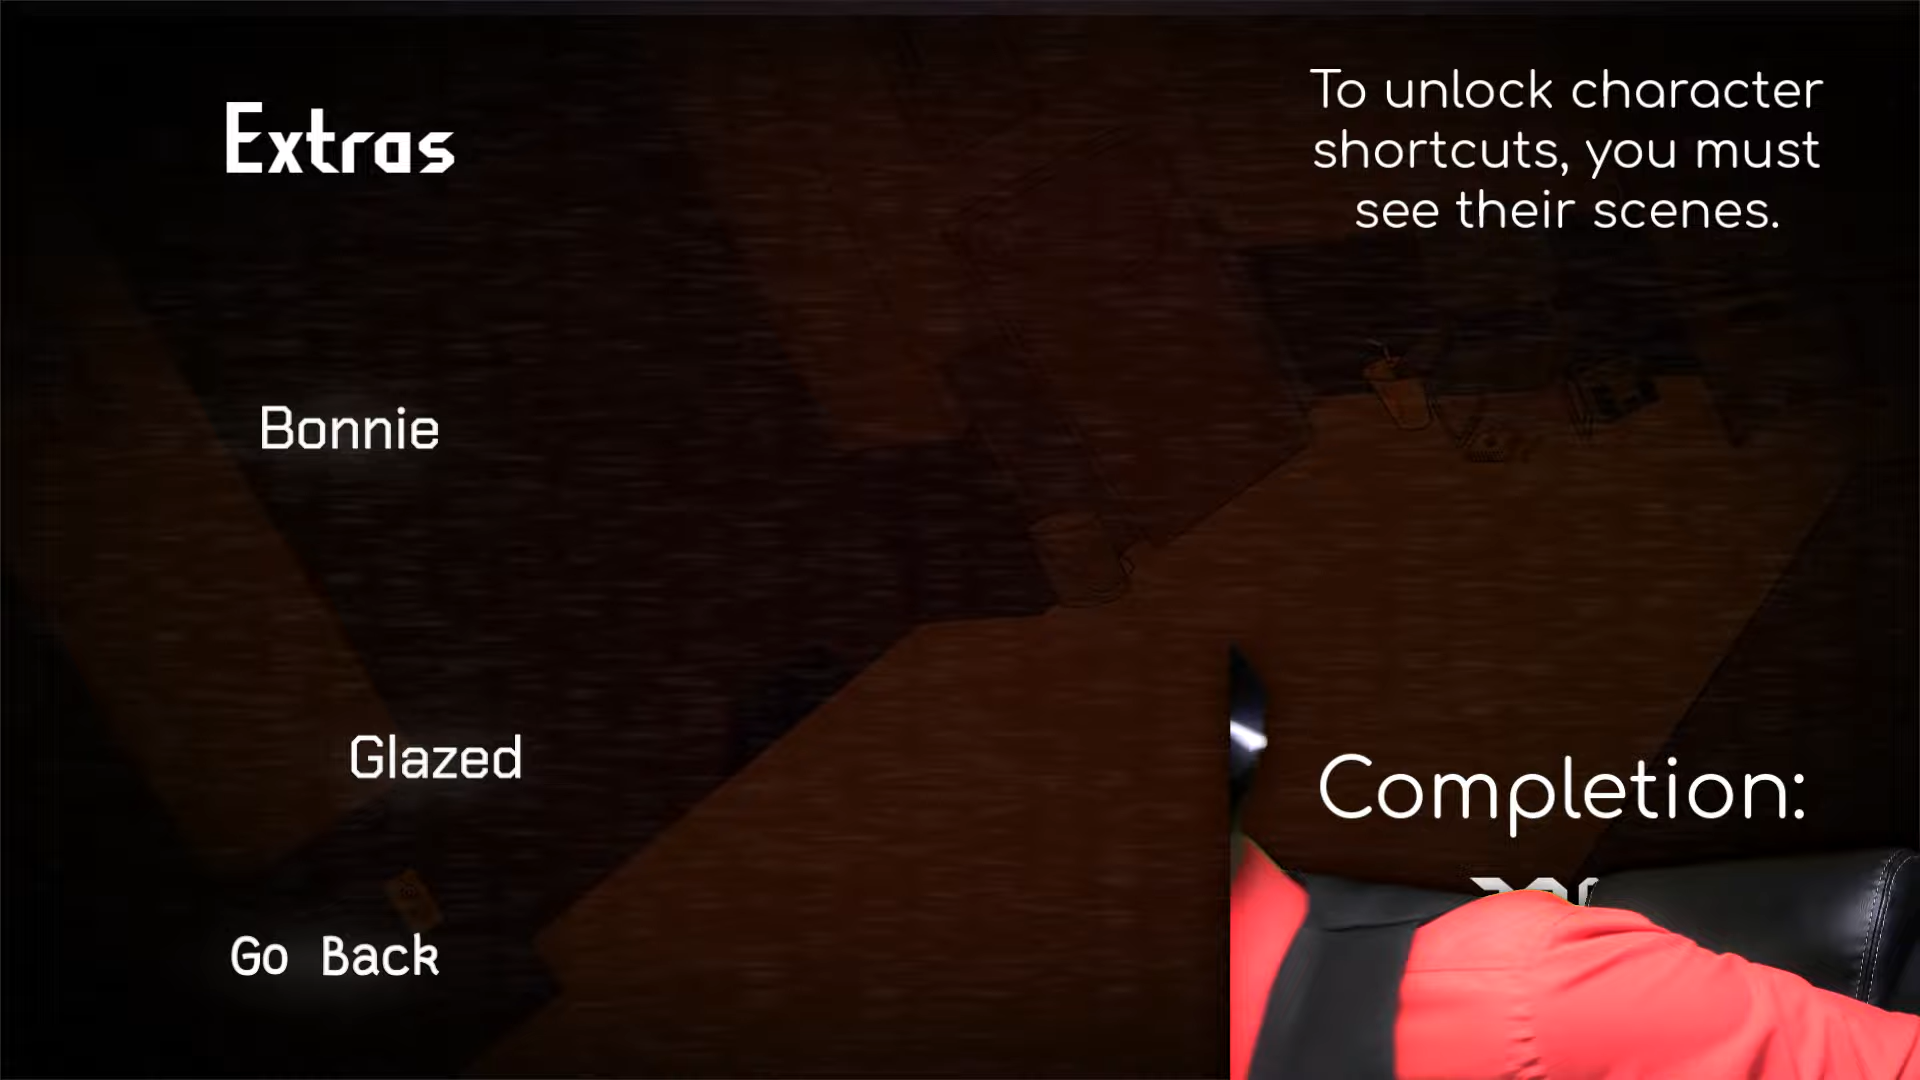 Extras
To unlock character
shortcuts, you must
see their scenes.
Bonnie
Glazed
Completion:
Go Back